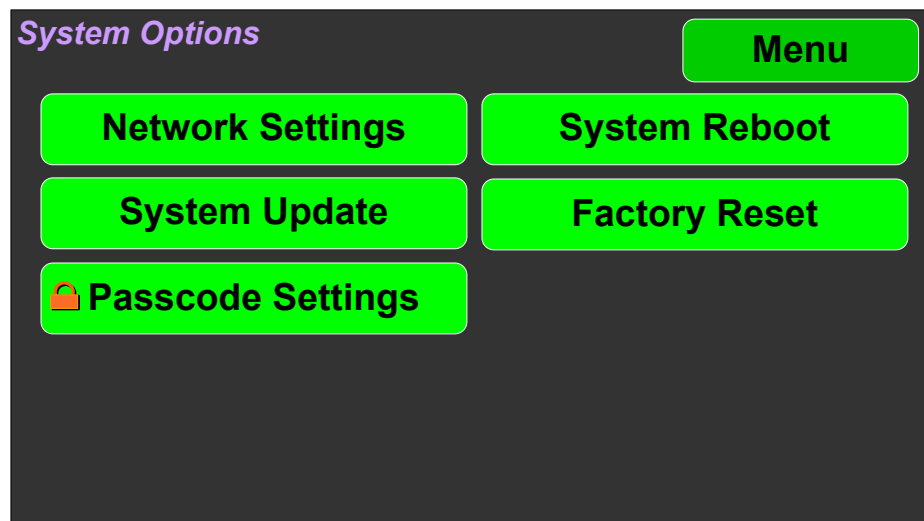 System Options
Menu
Network Settings
System Reboot
System Update
Factory Reset
Passcode Settings